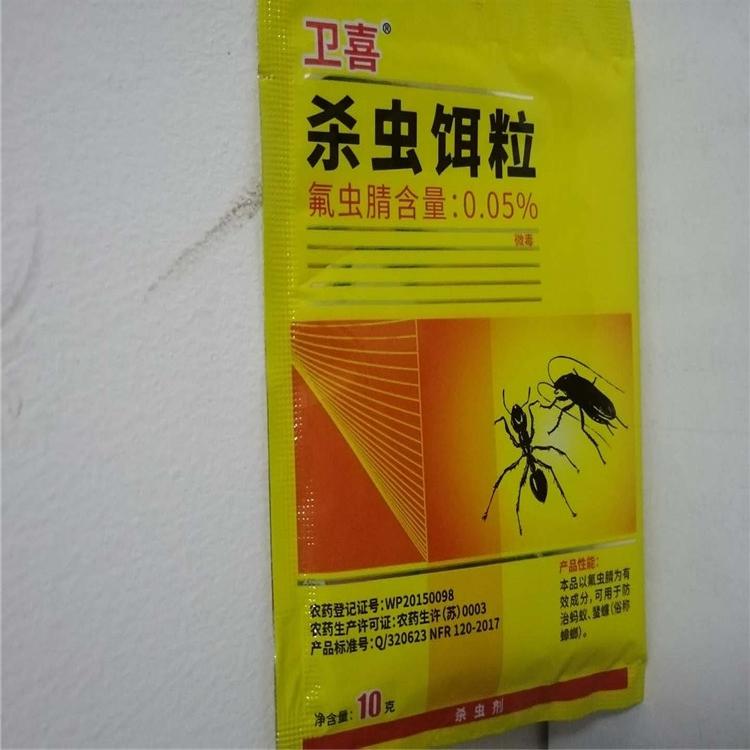 卫喜®
杀虫饵粒
氟虫腈含量:0.05%
微毒
产品性能:
本品以氟虫腈为有
效成分,可用于防
治蚂蚁、蜚蠊(俗称
蟑螂)。
农药登记证号:WP20150098
农药生产许可证:农药生许(苏)0003
产品标准号:Q/320623 NFR 120-2017
净含量:10克
杀虫剂